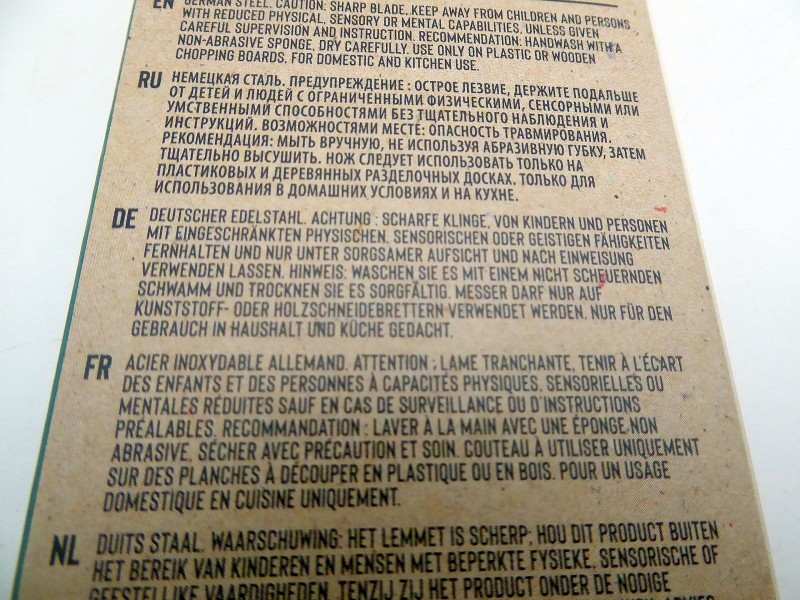 EN GERMAN STEEL. CAUTION: SHARP BLADE, KEEP AWAY FROM CHILDREN AND PERSONS
WITH REDUCED PHYSICAL, SENSORY OR MENTAL CAPABILITIES, UNLESS GIVEN
CAREFUL SUPERVISION AND INSTRUCTION. RECOMMENDATION: HANDWASH WITH A
NON-ABRASIVE SPONGE, DRY CAREFULLY. USE ONLY ON PLASTIC OR WOODEN
CHOPPING BOARDS. FOR DOMESTIC AND KITCHEN USE.
RU НЕМЕЦКАЯ СТАЛЬ. ПРЕДУПРЕЖДЕНИЕ : ОСТРОЕ ЛЕЗВИЕ, ДЕРЖИТЕ ПОДАЛЬШЕ
ОТ ДЕТЕЙ И ЛЮДЕЙ С ОГРАНИЧЕННЫМИ ФИЗИЧЕСКИМИ, СЕНСОРНЫМИ ИЛИ
УМСТВЕННЫМИ СПОСОБНОСТЯМИ БЕЗ ТЩАТЕЛЬНОГО НАБЛЮДЕНИЯ И
ИНСТРУКЦИЙ. ВОЗМОЖНОСТЯМИ МЕСТЕ: ОПАСНОСТЬ ТРАВМИРОВАНИЯ.
РЕКОМЕНДАЦИЯ: МЫТЬ ВРУЧНУЮ, НЕ ИСПОЛЬЗУЯ АБРАЗИВНУЮ ГУБКУ, ЗАТЕМ
ТЩАТЕЛЬНО ВЫСУШИТЬ. НОЖ СЛЕДУЕТ ИСПОЛЬЗОВАТЬ ТОЛЬКО НА
ПЛАСТИКОВЫХ И ДЕРЕВЯННЫХ РАЗДЕЛОЧНЫХ ДОСКАХ. ТОЛЬКО ДЛЯ
ИСПОЛЬЗОВАНИЯ В ДОМАШНИХ УСЛОВИЯХ И НА КУХНЕ.
DE DEUTSCHER EDELSTAHL. ACHTUNG : SCHARFE KLINGE, VON KINDERN UND PERSONEN
MIT EINGESCHRÄNKTEN PHYSISCHEN, SENSORISCHEN ODER GEISTIGEN FÄHIGKEITEN
FERNHALTEN UND NUR UNTER SORGSAMER AUFSICHT UND NACH EINWEISUNG
VERWENDEN LASSEN. HINWEIS: WASCHEN SIE ES MIT EINEM NICHT SCHEUERNDEN
SCHWAMM UND TROCKNEN SIE ES SORGFÄLTIG. MESSER DARF NUR AUF
KUNSTSTOFF- ODER HOLZSCHNEIDEBRETTERN VERWENDET WERDEN. NUR FÜR DEN
GEBRAUCH IN HAUSHALT UND KÜCHE GEDACHT.
FR ACIER INOXYDABLE ALLEMAND. ATTENTION : LAME TRANCHANTE, TENIR À L'ÉCART
DES ENFANTS ET DES PERSONNES À CAPACITÉS PHYSIQUES, SENSORIELLES OU
MENTALES RÉDUITES SAUF EN CAS DE SURVEILLANCE OU D'INSTRUCTIONS
PRÉALABLES. RECOMMANDATION : LAVER À LA MAIN AVEC UNE ÉPONGE NON
ABRASIVE, SÉCHER AVEC PRÉCAUTION ET SOIN. COUTEAU À UTILISER UNIQUEMENT
SUR DES PLANCHES À DÉCOUPER EN PLASTIQUE OU EN BOIS. POUR UN USAGE
DOMESTIQUE EN CUISINE UNIQUEMENT.
NL DUITS STAAL. WAARSCHUWING: HET LEMMET IS SCHERP; HOU DIT PRODUCT BUITEN
HET BEREIK VAN KINDEREN EN MENSEN MET BEPERKTE FYSIEKE, SENSORISCHE OF
GEESTELIJKE VAARDIGHEDEN, TENZIJ ZIJ HET PRODUCT ONDER DE NODIGE